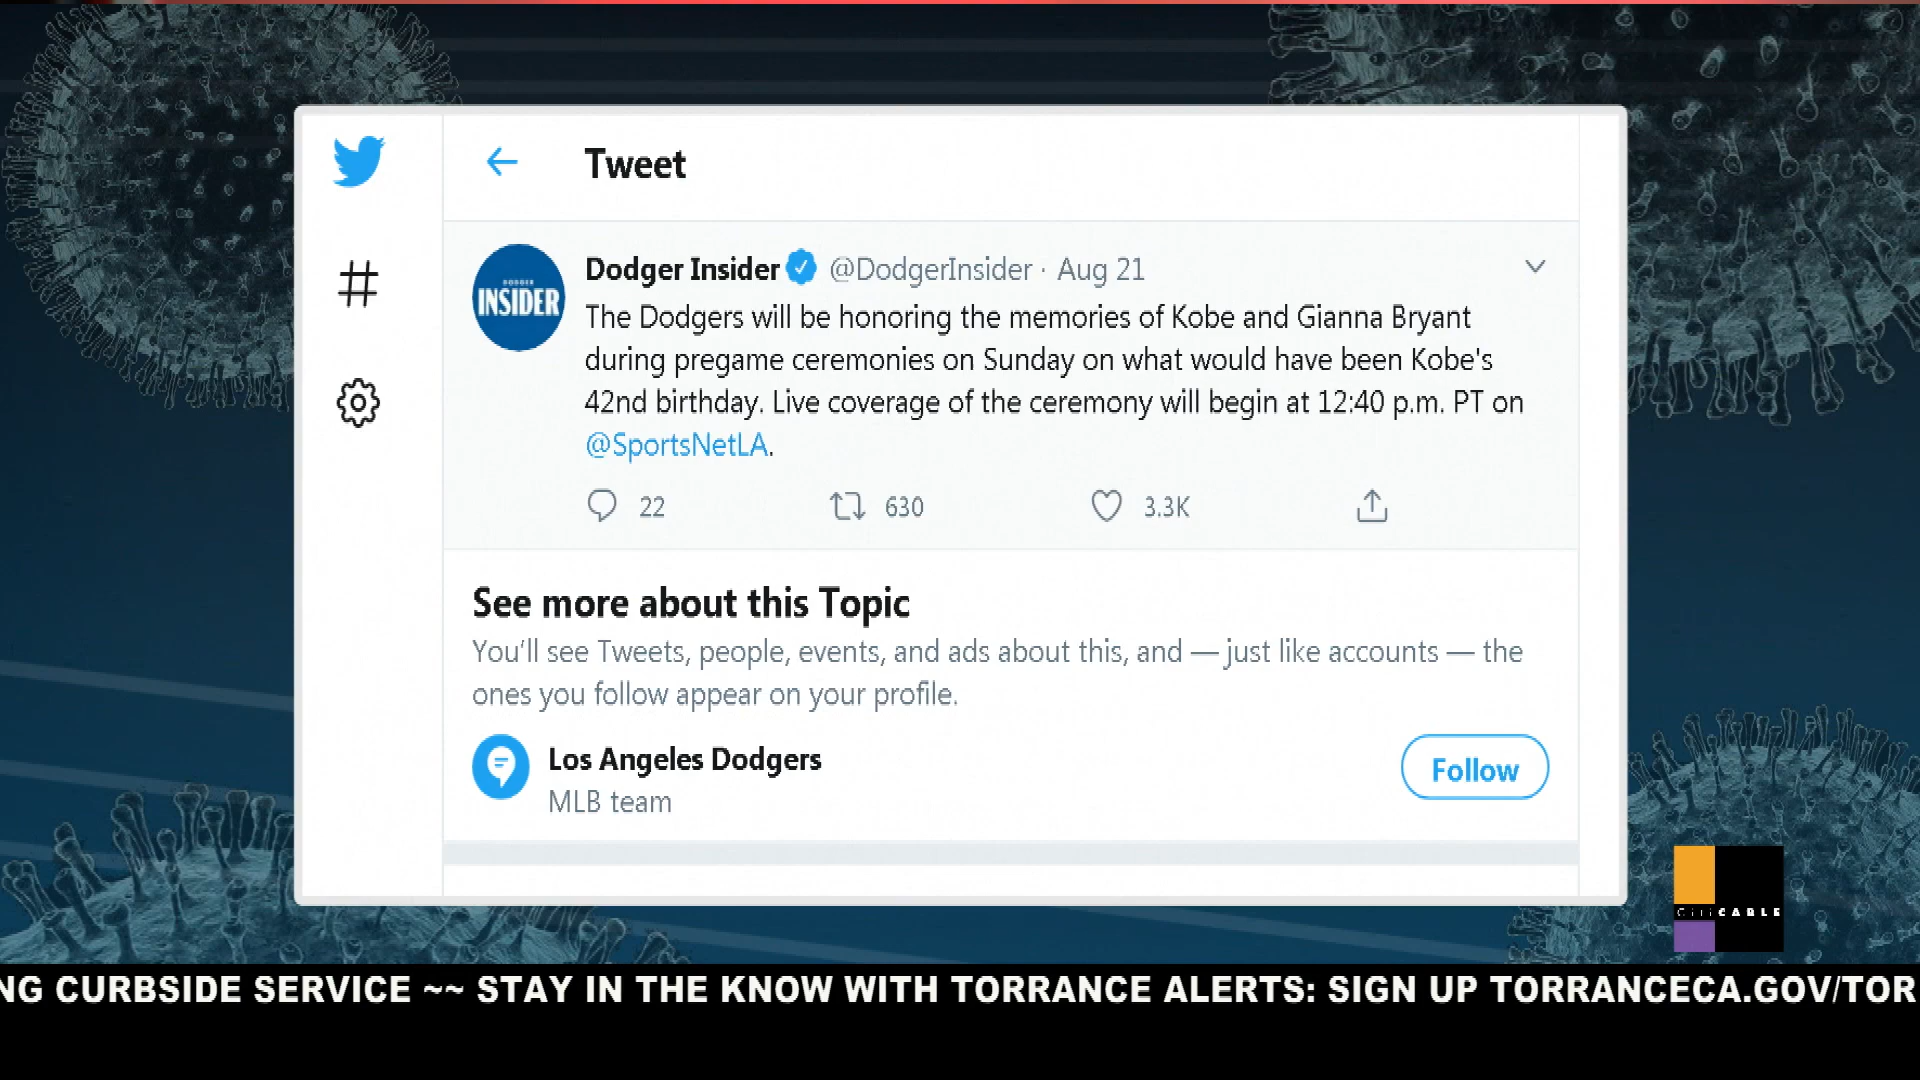 Tweet
Dodger Insider @DodgerInsider · Aug 21
DODGER
INSIDER
The Dodgers will be honoring the memories of Kobe and Gianna Bryant
during pregame ceremonies on Sunday on what would have been Kobe's
42nd birthday. Live coverage of the ceremony will begin at 12:40 p.m. PT on
@SportsNetLA.
22 630 3.3K
See more about this Topic
You'll see Tweets, people, events, and ads about this, and — just like accounts — the
ones you follow appear on your profile.
Los Angeles Dodgers
MLB team
Follow
CITICABLE
NG CURBSIDE SERVICE ~~ STAY IN THE KNOW WITH TORRANCE ALERTS: SIGN UP TORRANCECA.GOV/TOR